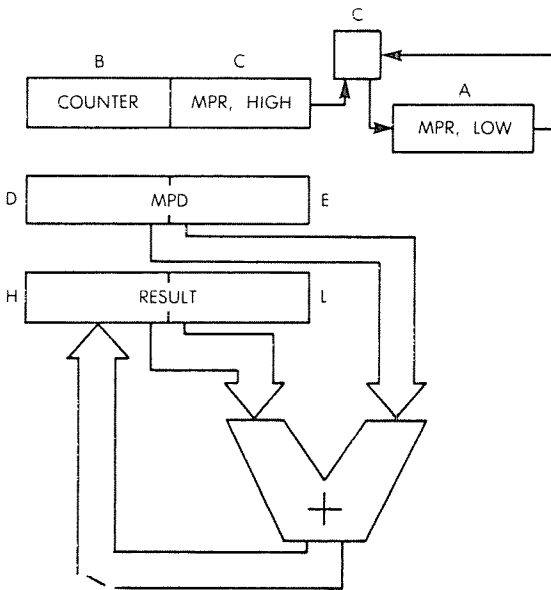 C
B C
COUNTER MPR, HIGH
A
MPR, LOW
D MPD E
H RESULT L
+